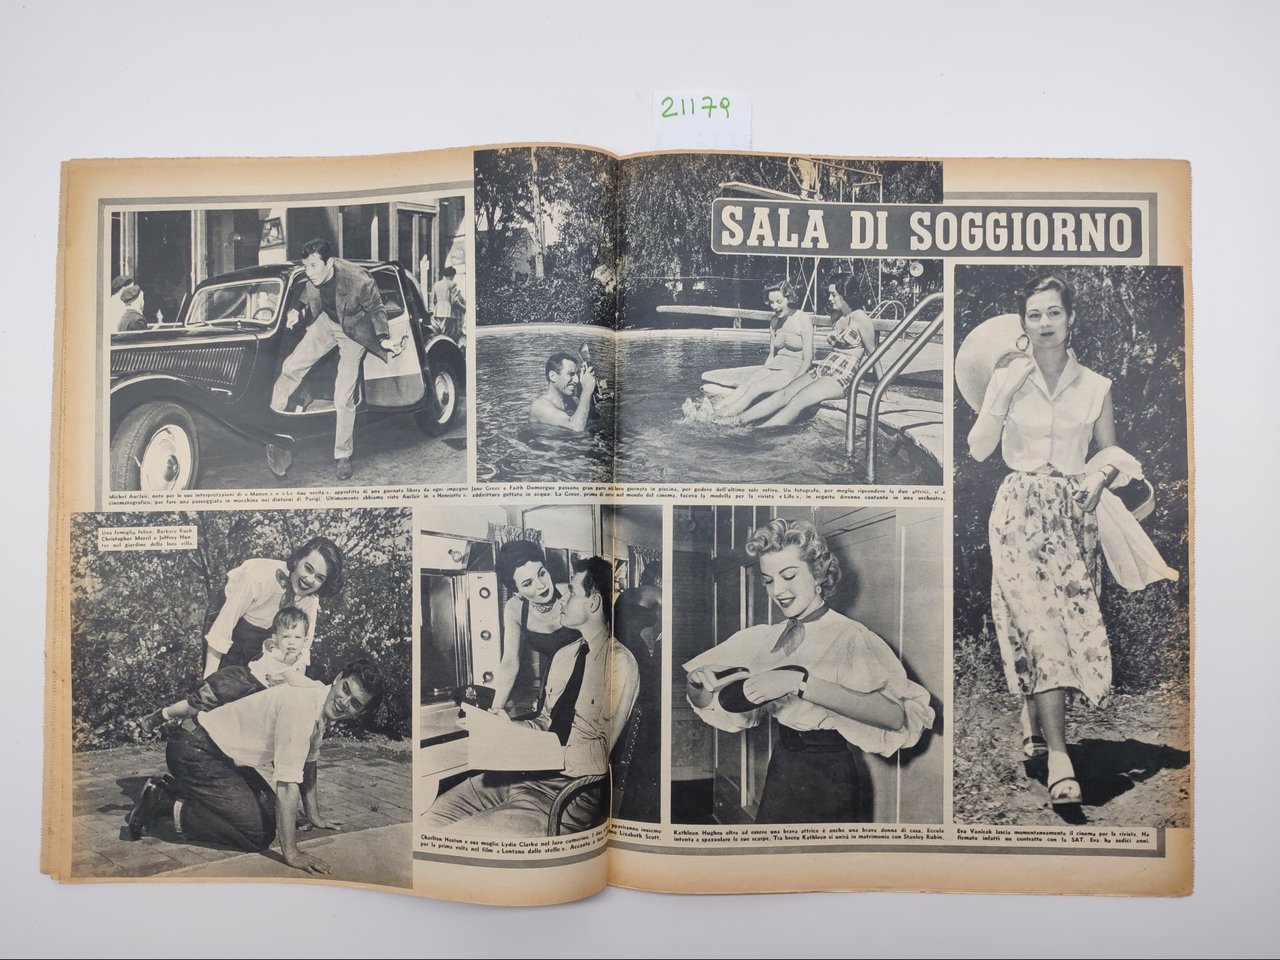 21179
SALA DI SOGGIORNO
Michel Auclair, noto per le sue interpretazioni di « Manon » e « Le due verità », approfitta di una giornata libera da ogni impegno
cinematografico, per fare una passeggiata in macchina nei dintorni di Parigi. Ultimamente abbiamo visto Auclair in « Henriette ».
Jane Greer e Faith Domergue passano gran parte della loro giornata in piscina, per godere dell'ultimo sole estivo. Un fotografo, per meglio riprendere le due attrici, si è
addirittura gettato in acqua. La Greer, prima di entrare nel mondo del cinema, faceva la modella per la rivista « Life », in seguito divenne cantante in una orchestra.
Una famiglia felice: Barbara Rush
Christopher Merril e Jeffrey Hun-
ter nel giardino della loro villa.
Charlton Heston e sua moglie Lydia Clarke nel loro camerino. I due appariranno insieme
per la prima volta nel film « Lontano dalle stelle ». Accanto a loro Lizabeth Scott.
Kathleen Hughes oltre ad essere una brava attrice è anche una brava donna di casa. Eccola
intenta a spazzolare le sue scarpe. Tra breve Kathleen si unirà in matrimonio con Stanley Rubin.
Eva Vanicek lascia momentaneamente il cinema per la rivista. Ha
firmato infatti un contratto con la SAT. Eva ha sedici anni.